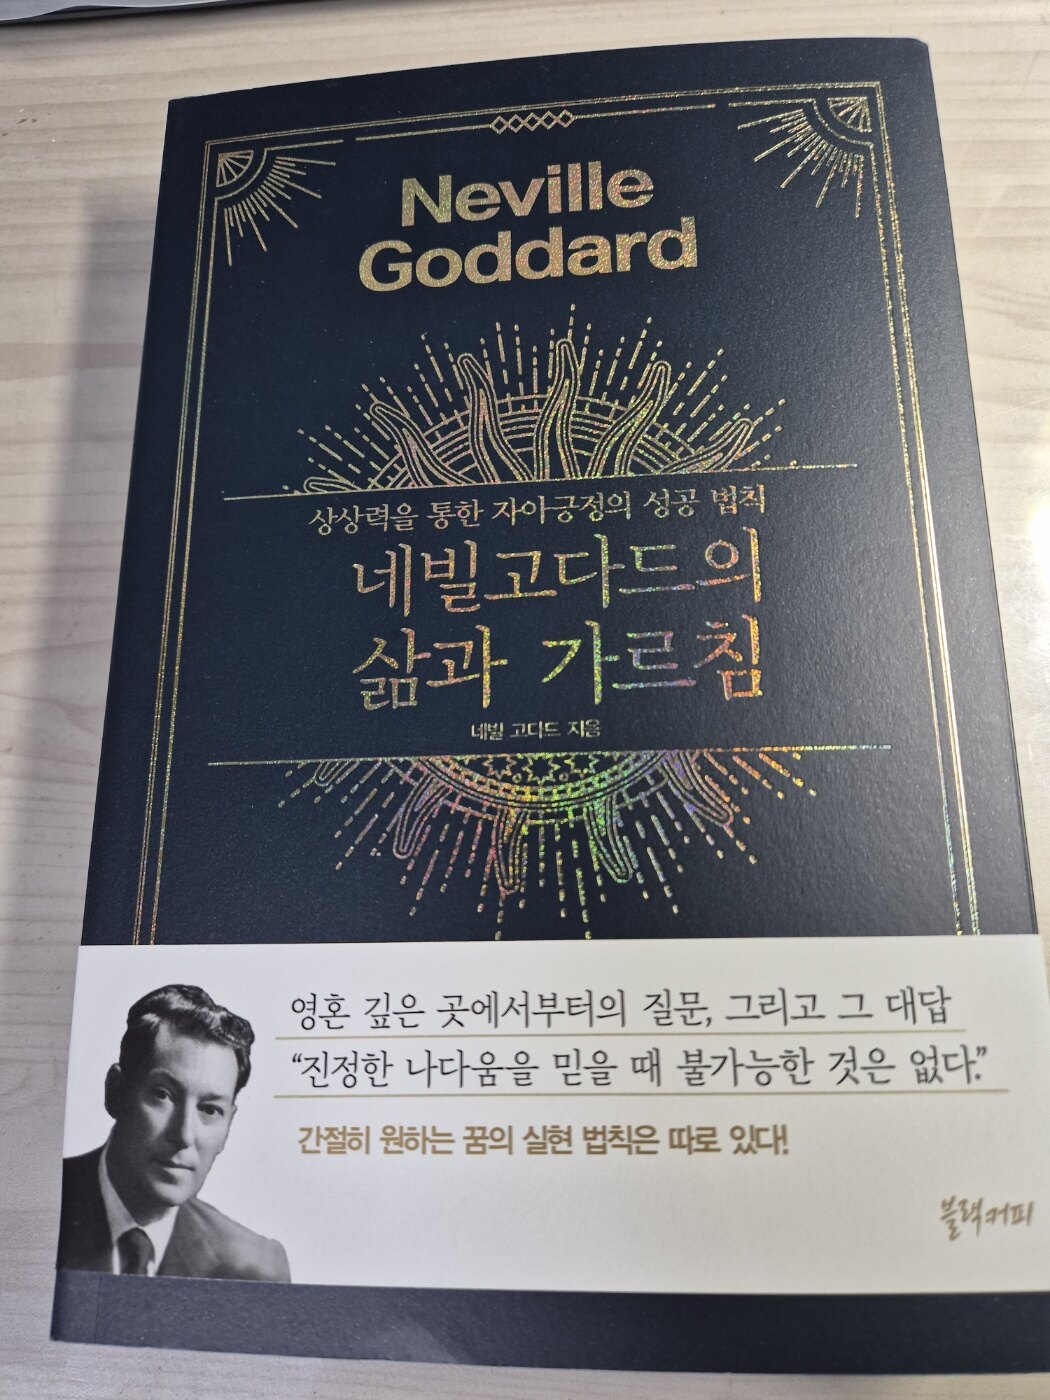 Neville
Goddard
상상력을 통한 자아긍정의 성공 법칙
네빌고다드의
삶과 가르침
네빌 고다드 지음
영혼 깊은 곳에서부터의 질문, 그리고 그 대답
“진정한 나다움을 믿을 때 불가능한 것은 없다.”
간절히 원하는 꿈의 실현 법칙은 따로 있다!
블랙커피